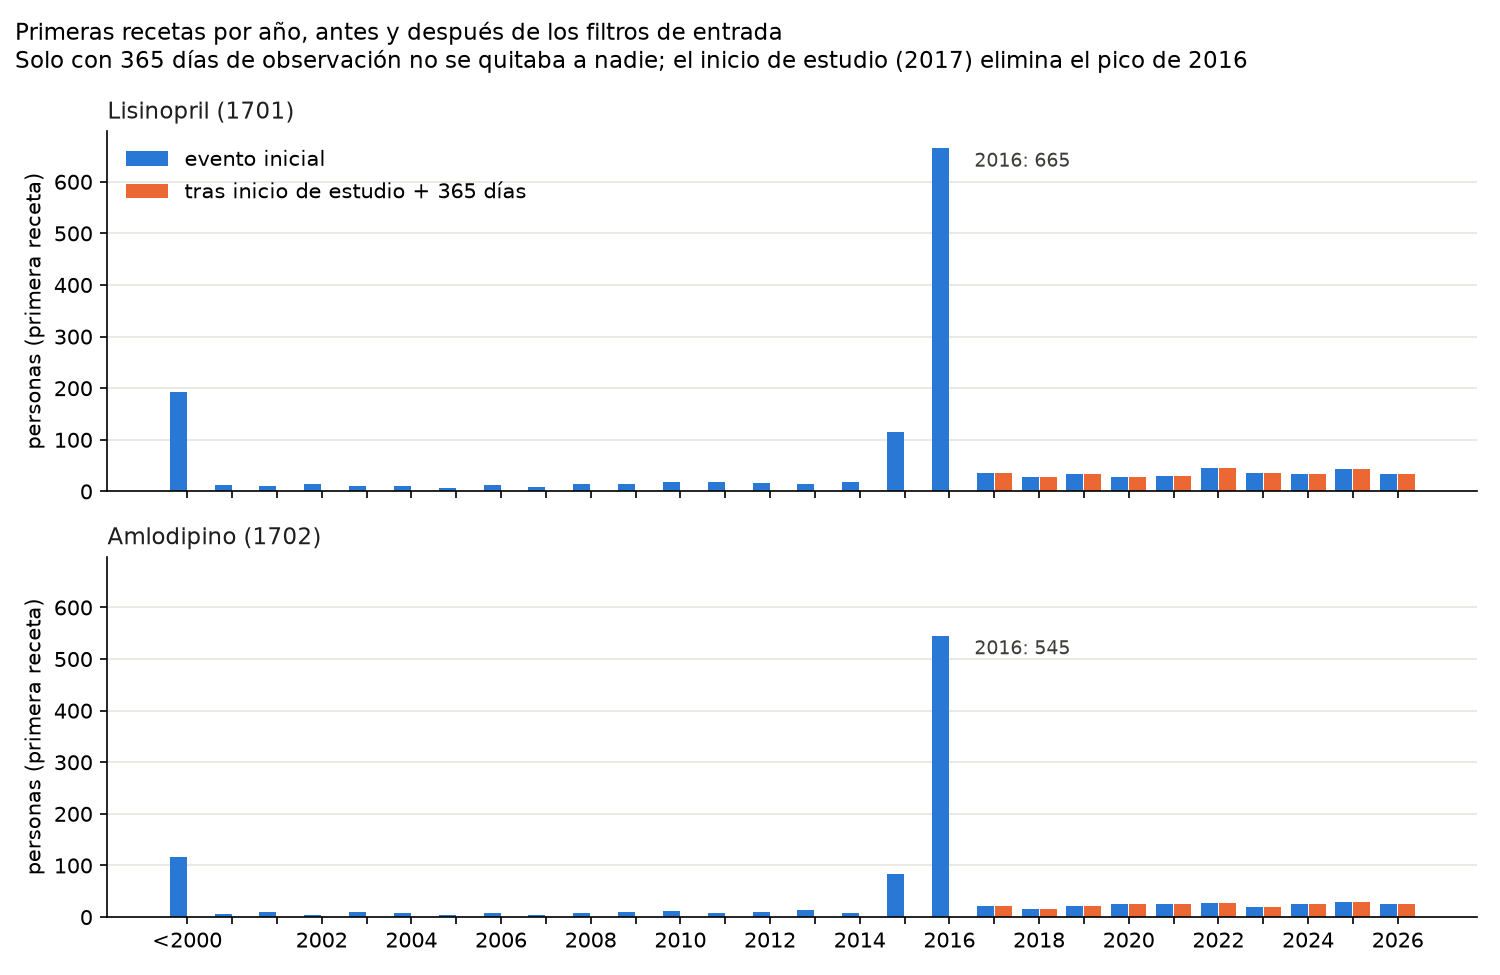 Primeras recetas por año, antes y después de los filtros de entrada
Solo con 365 días de observación no se quitaba a nadie; el inicio de estudio (2017) elimina el pico de 2016
Lisinopril (1701)
evento inicial
tras inicio de estudio + 365 días
2016: 665
personas (primera receta)
600
500
400
300
200
100
0
Amlodipino (1702)
2016: 545
personas (primera receta)
600
500
400
300
200
100
0
<2000 2002 2004 2006 2008 2010 2012 2014 2016 2018 2020 2022 2024 2026